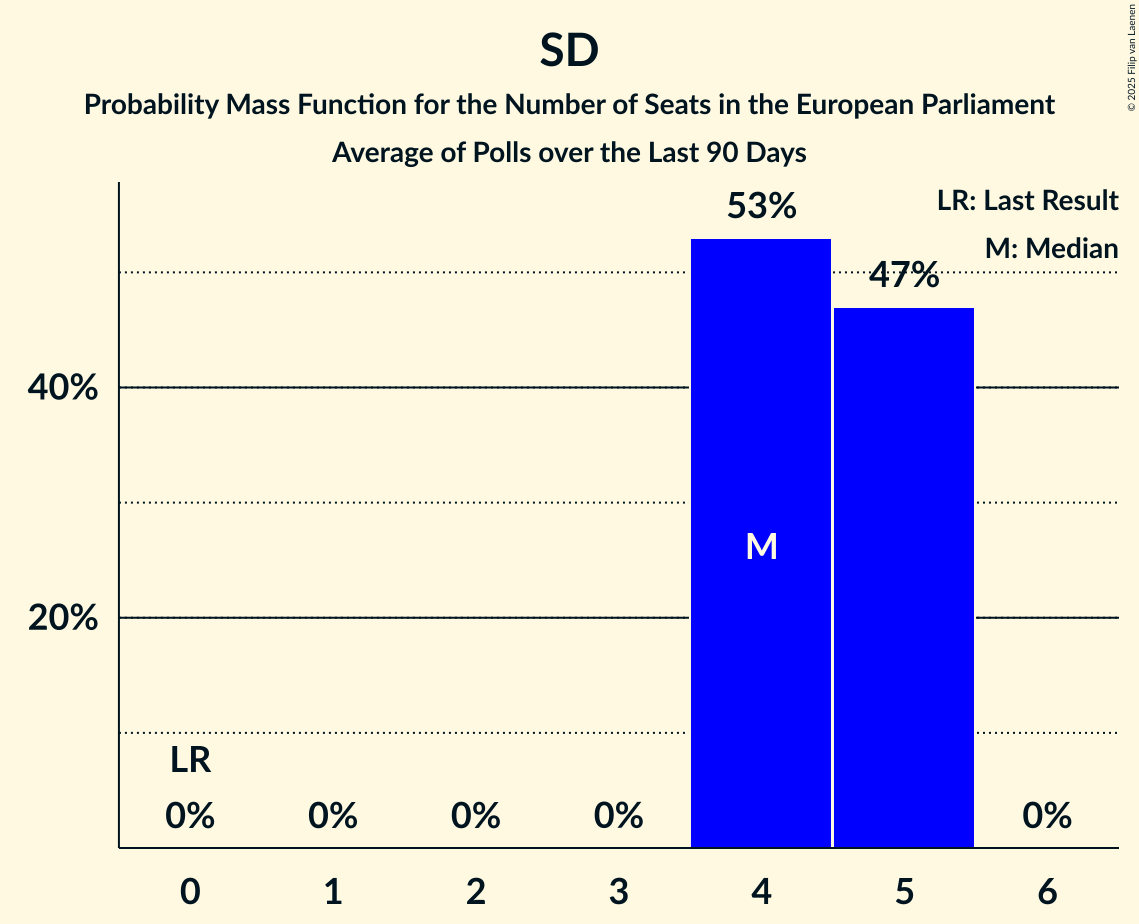 SD
Probability Mass Function for the Number of Seats in the European Parliament
Average of Polls over the Last 90 Days
© 2025 Filip van Laenen
LR: Last Result
M: Median
53%
47%
40%
M
20%
LR
0% 0% 0% 0% 0%
0 1 2 3 4 5 6